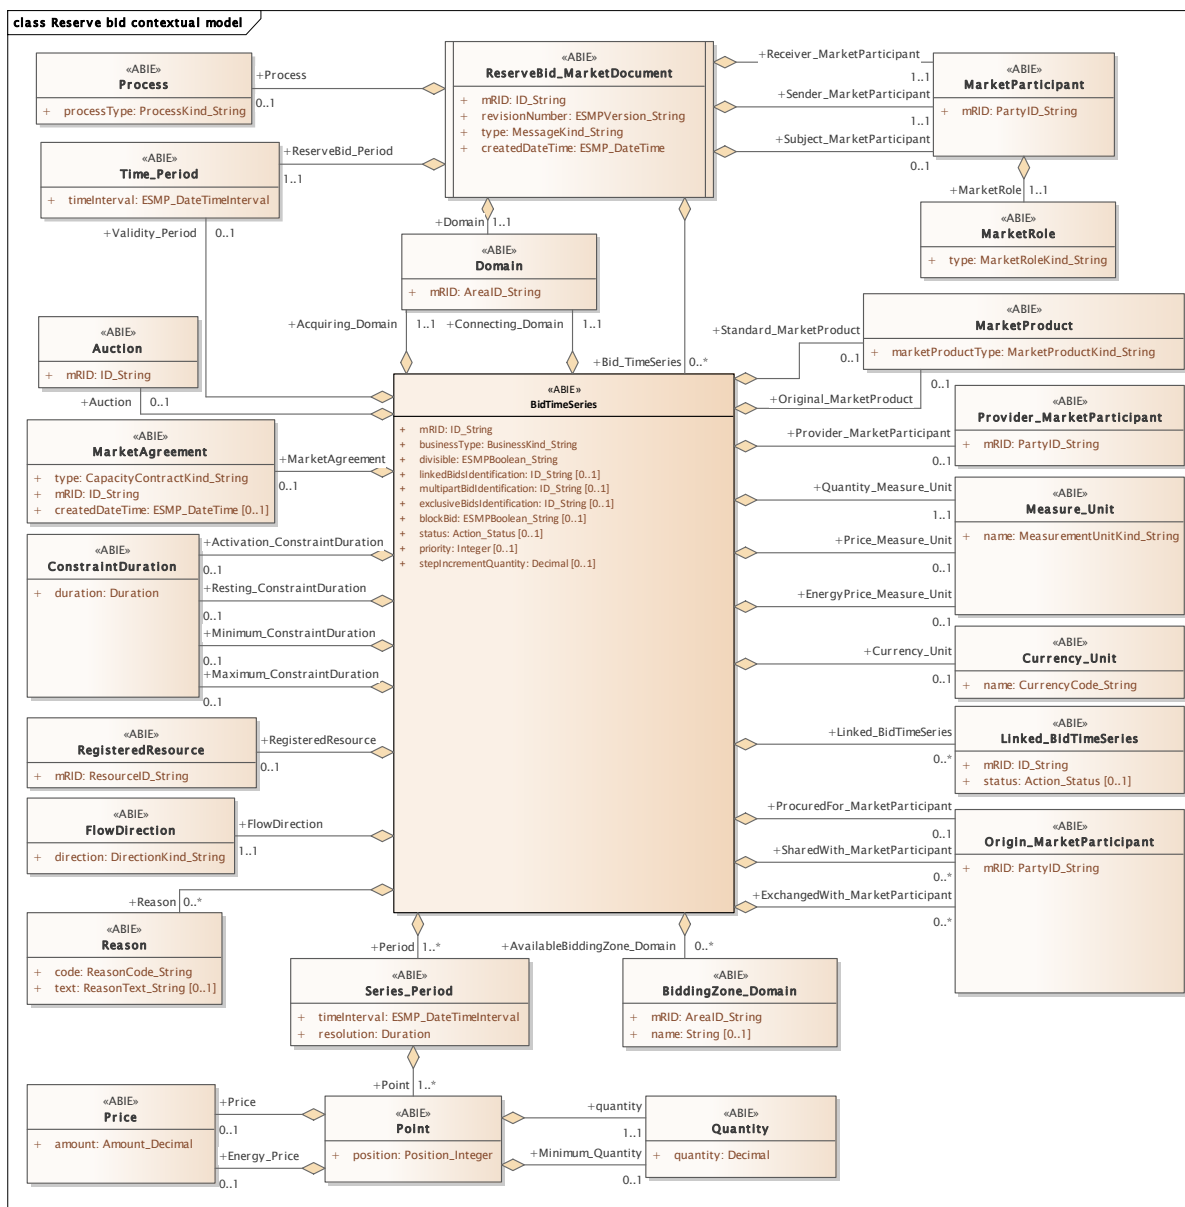 class Reserve bid contextual model
«ABIE»
Process
+ processType: ProcessKind_String
+Process
0..1
«ABIE»
ReserveBid_MarketDocument
+ mRID: ID_String
+ revisionNumber: ESMPVersion_String
+ type: MessageKind_String
+ createdDateTime: ESMP_DateTime
+Receiver_MarketParticipant
1..1
+Sender_MarketParticipant
1..1
+Subject_MarketParticipant
0..1
«ABIE»
MarketParticipant
+ mRID: PartyID_String
+MarketRole 1..1
«ABIE»
MarketRole
+ type: MarketRoleKind_String
«ABIE»
Time_Period
+ timeInterval: ESMP_DateTimeInterval
+ReserveBid_Period
1..1
+Validity_Period 0..1
+Domain 1..1
«ABIE»
Domain
+ mRID: AreaID_String
+Acquiring_Domain 1..1
+Connecting_Domain 1..1
+Bid_TimeSeries 0..*
«ABIE»
Auction
+ mRID: ID_String
+Auction 0..1
+Standard_MarketProduct
0..1
+Original_MarketProduct
0..1
«ABIE»
MarketProduct
+ marketProductType: MarketProductKind_String
«ABIE»
BidTimeSeries
+ mRID: ID_String
+ businessType: BusinessKind_String
+ divisible: ESMPBoolean_String
+ linkedBidsIdentification: ID_String [0..1]
+ multipartBidIdentification: ID_String [0..1]
+ exclusiveBidsIdentification: ID_String [0..1]
+ blockBid: ESMPBoolean_String [0..1]
+ status: Action_Status [0..1]
+ priority: Integer [0..1]
+ stepIncrementQuantity: Decimal [0..1]
«ABIE»
MarketAgreement
+ type: CapacityContractKind_String
+ mRID: ID_String
+ createdDateTime: ESMP_DateTime [0..1]
+MarketAgreement
0..1
+Provider_MarketParticipant
0..1
«ABIE»
Provider_MarketParticipant
+ mRID: PartyID_String
+Quantity_Measure_Unit
1..1
+Price_Measure_Unit
0..1
+EnergyPrice_Measure_Unit
0..1
«ABIE»
Measure_Unit
+ name: MeasurementUnitKind_String
«ABIE»
ConstraintDuration
+ duration: Duration
+Activation_ConstraintDuration
0..1
+Resting_ConstraintDuration
0..1
+Minimum_ConstraintDuration
0..1
+Maximum_ConstraintDuration
0..1
+Currency_Unit
0..1
«ABIE»
Currency_Unit
+ name: CurrencyCode_String
«ABIE»
RegisteredResource
+ mRID: ResourceID_String
+RegisteredResource
0..1
+Linked_BidTimeSeries
0..*
«ABIE»
Linked_BidTimeSeries
+ mRID: ID_String
+ status: Action_Status [0..1]
«ABIE»
FlowDirection
+ direction: DirectionKind_String
+FlowDirection
1..1
+ProcuredFor_MarketParticipant
0..1
+SharedWith_MarketParticipant
0..*
+ExchangedWith_MarketParticipant
0..*
«ABIE»
Origin_MarketParticipant
+ mRID: PartyID_String
+Reason 0..*
«ABIE»
Reason
+ code: ReasonCode_String
+ text: ReasonText_String [0..1]
+Period 1..*
«ABIE»
Series_Period
+ timeInterval: ESMP_DateTimeInterval
+ resolution: Duration
+AvailableBiddingZone_Domain 0..*
«ABIE»
BiddingZone_Domain
+ mRID: AreaID_String
+ name: String [0..1]
+Point 1..*
«ABIE»
Price
+ amount: Amount_Decimal
+Price
0..1
+Energy_Price
0..1
«ABIE»
Point
+ position: Position_Integer
+quantity
1..1
+Minimum_Quantity
0..1
«ABIE»
Quantity
+ quantity: Decimal